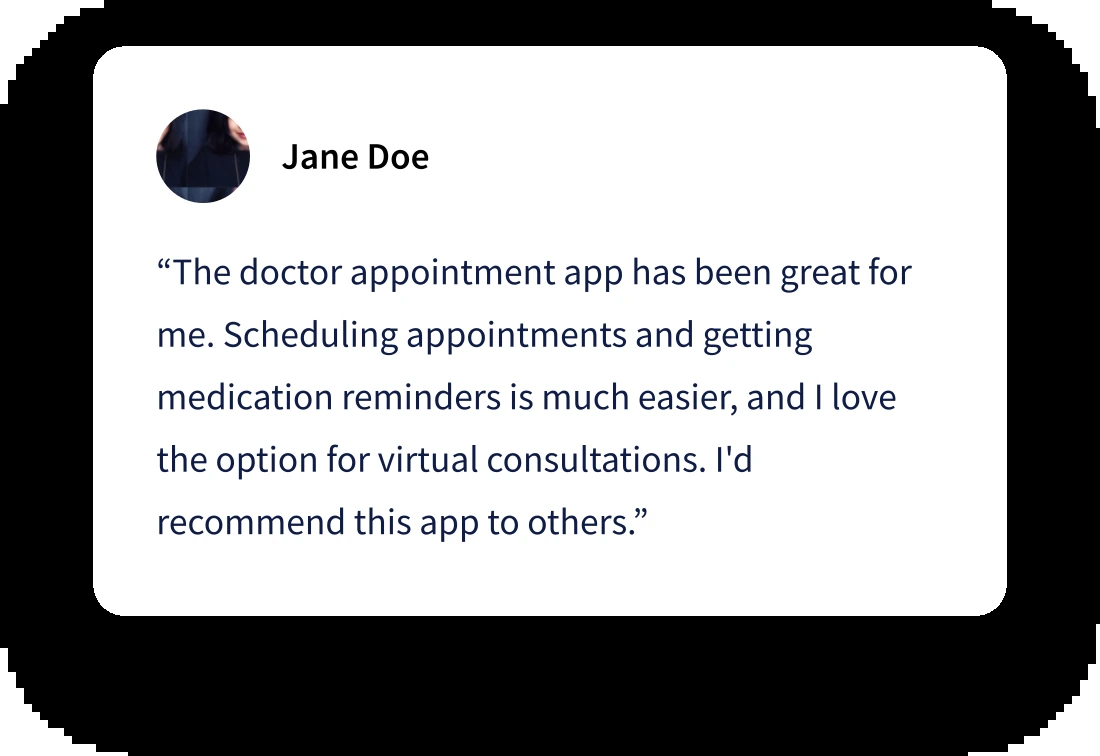 Jane Doe
“The doctor appointment app has been great for
me. Scheduling appointments and getting
medication reminders is much easier, and I love
the option for virtual consultations. I'd
recommend this app to others.”